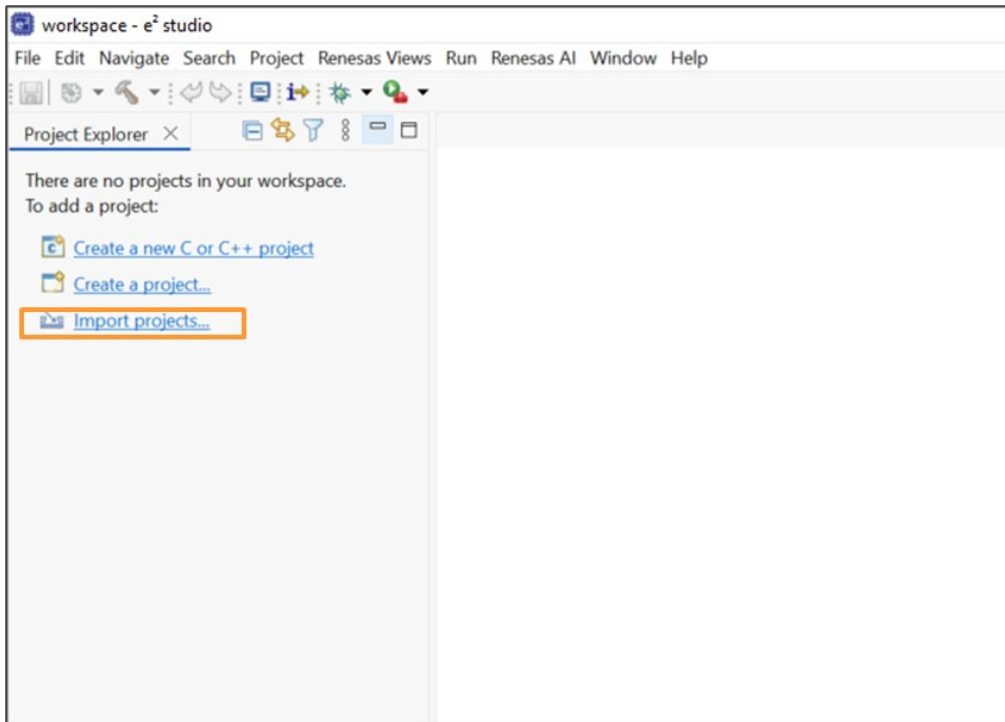 workspace - e² studio
File Edit Navigate Search Project Renesas Views Run Renesas AI Window Help
Project Explorer
There are no projects in your workspace.
To add a project:
Create a new C or C++ project
Create a project...
Import projects...